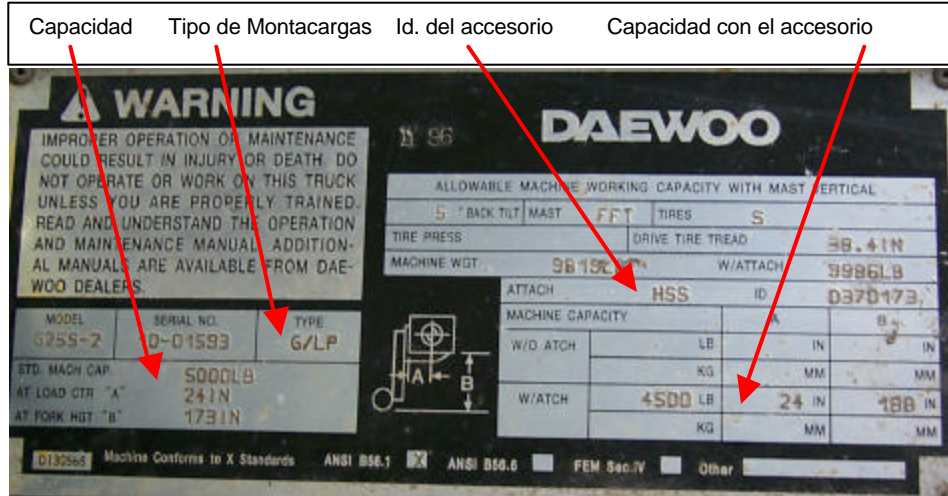 Capacidad Tipo de Montacargas Id. del accesorio Capacidad con el accesorio
WARNING
IMPROPER OPERATION OR MAINTENANCE
COULD RESULT IN INJURY OR DEATH. DO
NOT OPERATE OR WORK ON THIS TRUCK
UNLESS YOU ARE PROPERLY TRAINED.
READ AND UNDERSTAND THE OPERATION
AND MAINTENANCE MANUAL. ADDITION-
AL MANUALS ARE AVAILABLE FROM DAE-
WOO DEALERS.
MODEL SERIAL NO. TYPE
G25S-2 10-01593 G/LP
STD. MACH CAP. 5000LB
AT LOAD CTR "A" 24IN
AT FORK HGT "B" 173IN
DAEWOO
ALLOWABLE MACHINE WORKING CAPACITY WITH MAST VERTICAL
5 ° BACK TILT MAST FFT TIRES S
TIRE PRESS DRIVE TIRE TREAD 38.4IN
MACHINE WGT W/ATTACH 9986LB
ATTACH HSS ID D370173
MACHINE CAPACITY A B
W/O ATCH LB IN IN
KG MM MM
W/ATCH 4500 LB 24 IN 188 IN
KG MM MM
A
B
Machine Conforms to X Standards ANSI B56.1 X ANSI B56.6 FEM Sec.IV Other